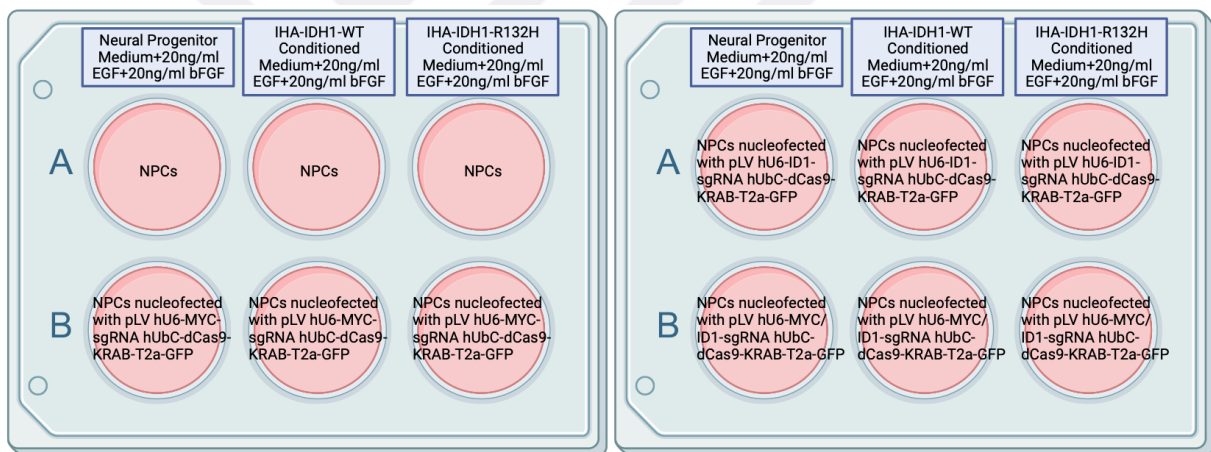 Neural Progenitor
Medium+20ng/ml
EGF+20ng/ml bFGF
IHA-IDH1-WT
Conditioned
Medium+20ng/ml
EGF+20ng/ml bFGF
IHA-IDH1-R132H
Conditioned
Medium+20ng/ml
EGF+20ng/ml bFGF
A
NPCs
NPCs
NPCs
B
NPCs nucleofected
with pLV hU6-MYC-
sgRNA hUbC-dCas9-
KRAB-T2a-GFP
NPCs nucleofected
with pLV hU6-MYC-
sgRNA hUbC-dCas9-
KRAB-T2a-GFP
NPCs nucleofected
with pLV hU6-MYC-
sgRNA hUbC-dCas9-
KRAB-T2a-GFP
Neural Progenitor
Medium+20ng/ml
EGF+20ng/ml bFGF
IHA-IDH1-WT
Conditioned
Medium+20ng/ml
EGF+20ng/ml bFGF
IHA-IDH1-R132H
Conditioned
Medium+20ng/ml
EGF+20ng/ml bFGF
A
NPCs nucleofected
with pLV hU6-ID1-
sgRNA hUbC-dCas9-
KRAB-T2a-GFP
NPCs nucleofected
with pLV hU6-ID1-
sgRNA hUbC-dCas9-
KRAB-T2a-GFP
NPCs nucleofected
with pLV hU6-ID1-
sgRNA hUbC-dCas9-
KRAB-T2a-GFP
B
NPCs nucleofected
with pLV hU6-MYC/
ID1-sgRNA hUbC-
dCas9-KRAB-T2a-GFP
NPCs nucleofected
with pLV hU6-MYC/
ID1-sgRNA hUbC-
dCas9-KRAB-T2a-GFP
NPCs nucleofected
with pLV hU6-MYC/
ID1-sgRNA hUbC-
dCas9-KRAB-T2a-GFP